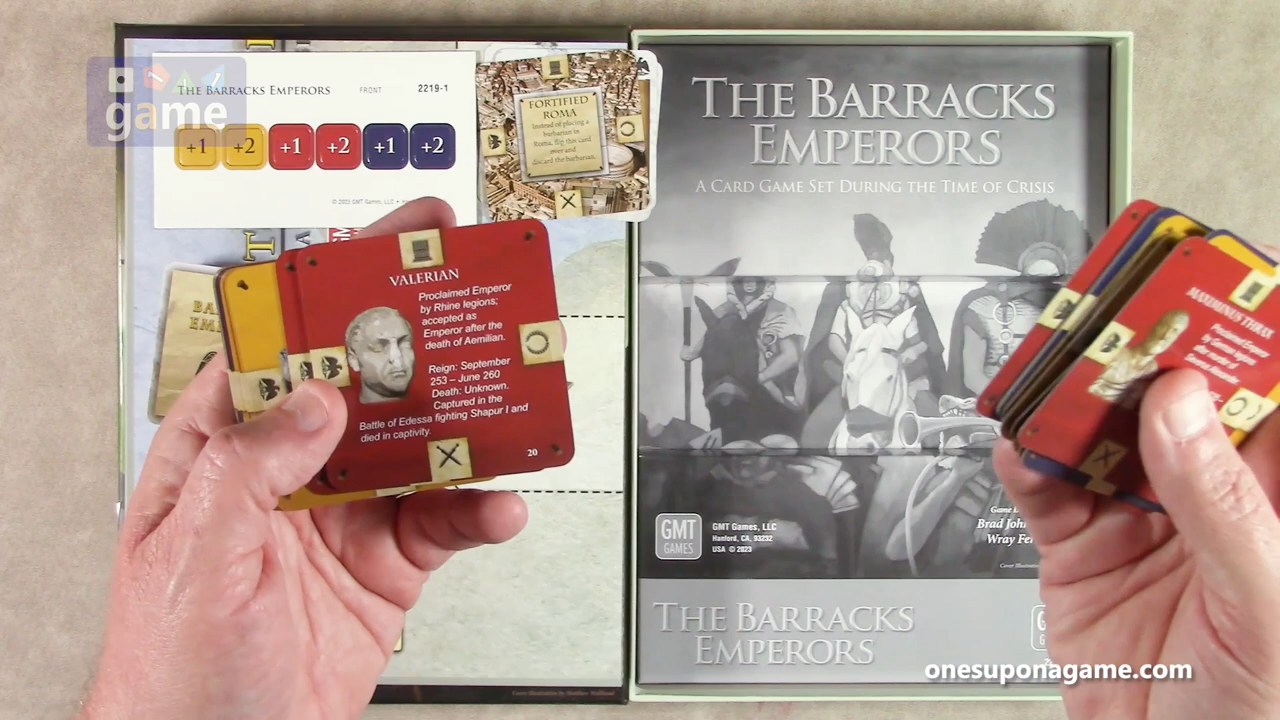 game
THE BARRACKS EMPERORS
FRONT
2219-1
+1 +2 +1 +2 +1 +2
© 2023 GMT Games, LLC
FORTIFIED
ROMA
Instead of placing a
barbarian in
Roma, flip this card
over and
discard the barbarian.
VALERIAN
Proclaimed Emperor
by Rhine legions;
accepted as
Emperor after the
death of Aemilian.
Reign: September
253 – June 260
Death: Unknown.
Captured in the
Battle of Edessa fighting Shapur I and
died in captivity.
20
THE BARRACKS
EMPERORS
A CARD GAME SET DURING THE TIME OF CRISIS
GMT
GAMES
GMT Games, LLC
Hanford, CA, 93232
USA © 2023
Game
Brad
Wray
THE BARRACKS
EMPERORS
MAXIMINUS THRAX
Proclaimed Emperor
onesuponagame.com